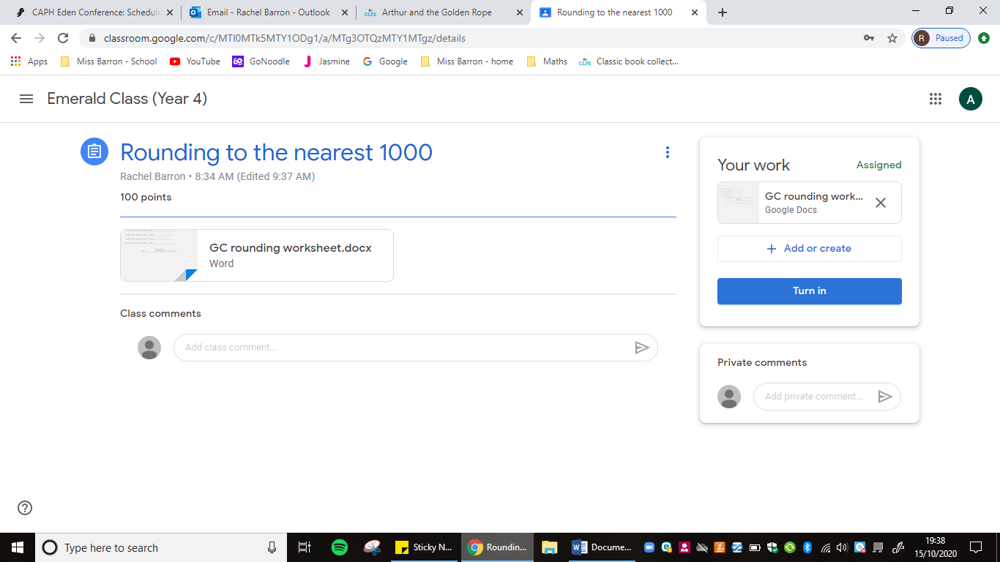 CAPH Eden Conference: Schedule
Email - Rachel Barron - Outlook
Arthur and the Golden Rope
Rounding to the nearest 1000
classroom.google.com/c/MTI0MTk5MTY1ODg1/a/MTg3OTQzMTY1MTgz/details
R Paused
Apps Miss Barron - School YouTube GoNoodle Jasmine Google Miss Barron - home Maths CLPE Classic book collect...
Emerald Class (Year 4)
A
Rounding to the nearest 1000
Rachel Barron • 8:34 AM (Edited 9:37 AM)
100 points
GC rounding worksheet.docx
Word
Class comments
Add class comment...
Your work Assigned
GC rounding work...
Google Docs
+ Add or create
Turn in
Private comments
Add private comment...
Type here to search
Sticky N...
Roundin...
Docume...
19:38
15/10/2020